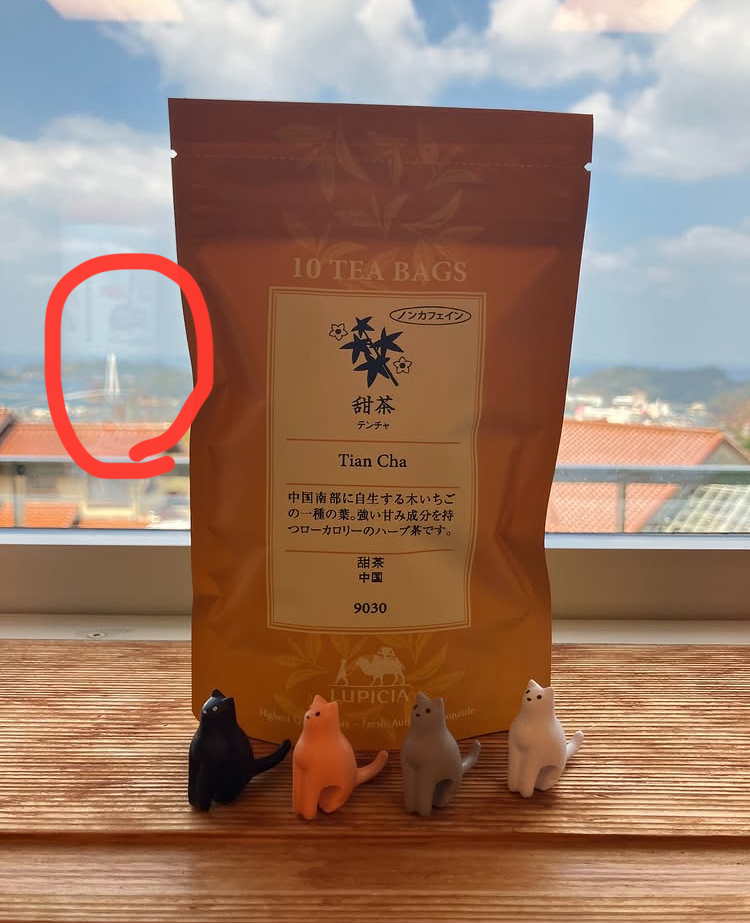 10 TEA BAGS
ノンカフェイン
甜茶
テンチャ
Tian Cha
中国南部に自生する木いちご
の一種の葉。強い甘み成分を持
つローカロリーのハーブ茶です。
甜茶
中国
9030
LUPICIA
Highest